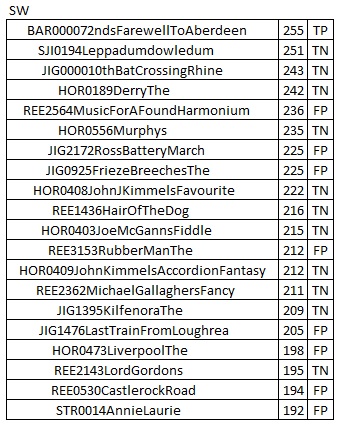 SW
BAR000072ndsFarewellToAberdeen 255 TP
SJI0194Leppadumdowledum 251 TN
JIG000010thBatCrossingRhine 243 TN
HOR0189DerryThe 242 TN
REE2564MusicForAFoundHarmonium 236 FP
HOR0556Murphys 235 TN
JIG2172RossBatteryMarch 225 FP
JIG0925FriezeBreechesThe 225 FP
HOR0408JohnJKimmelsFavourite 222 TN
REE1436HairOfTheDog 216 TN
HOR0403JoeMcGannsFiddle 215 TN
REE3153RubberManThe 212 FP
HOR0409JohnKimmelsAccordionFantasy 212 TN
REE2362MichaelGallaghersFancy 211 TN
JIG1395KilfenoraThe 209 TN
JIG1476LastTrainFromLoughrea 205 FP
HOR0473LiverpoolThe 198 FP
REE2143LordGordons 195 TN
REE0530CastlerockRoad 194 FP
STR0014AnnieLaurie 192 FP